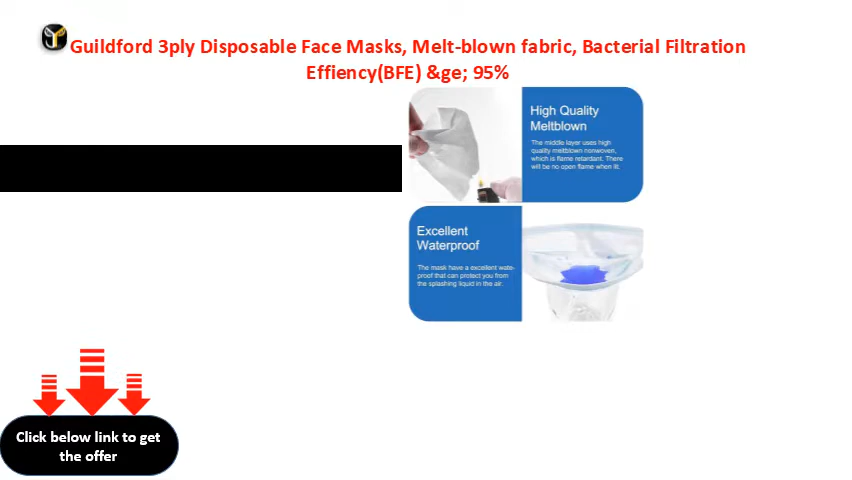 Guildford 3ply Disposable Face Masks, Melt-blown fabric, Bacterial Filtration
Effiency(BFE) &ge; 95%
High Quality
Meltblown
The middle layer uses high
quality meltblown nonwoven,
which is flame retardant. There
will be no open flame when lit.
Excellent
Waterproof
The mask have a excellent wate-
proof that can protect you from
the splashing liquid in the air.
Click below link to get
the offer